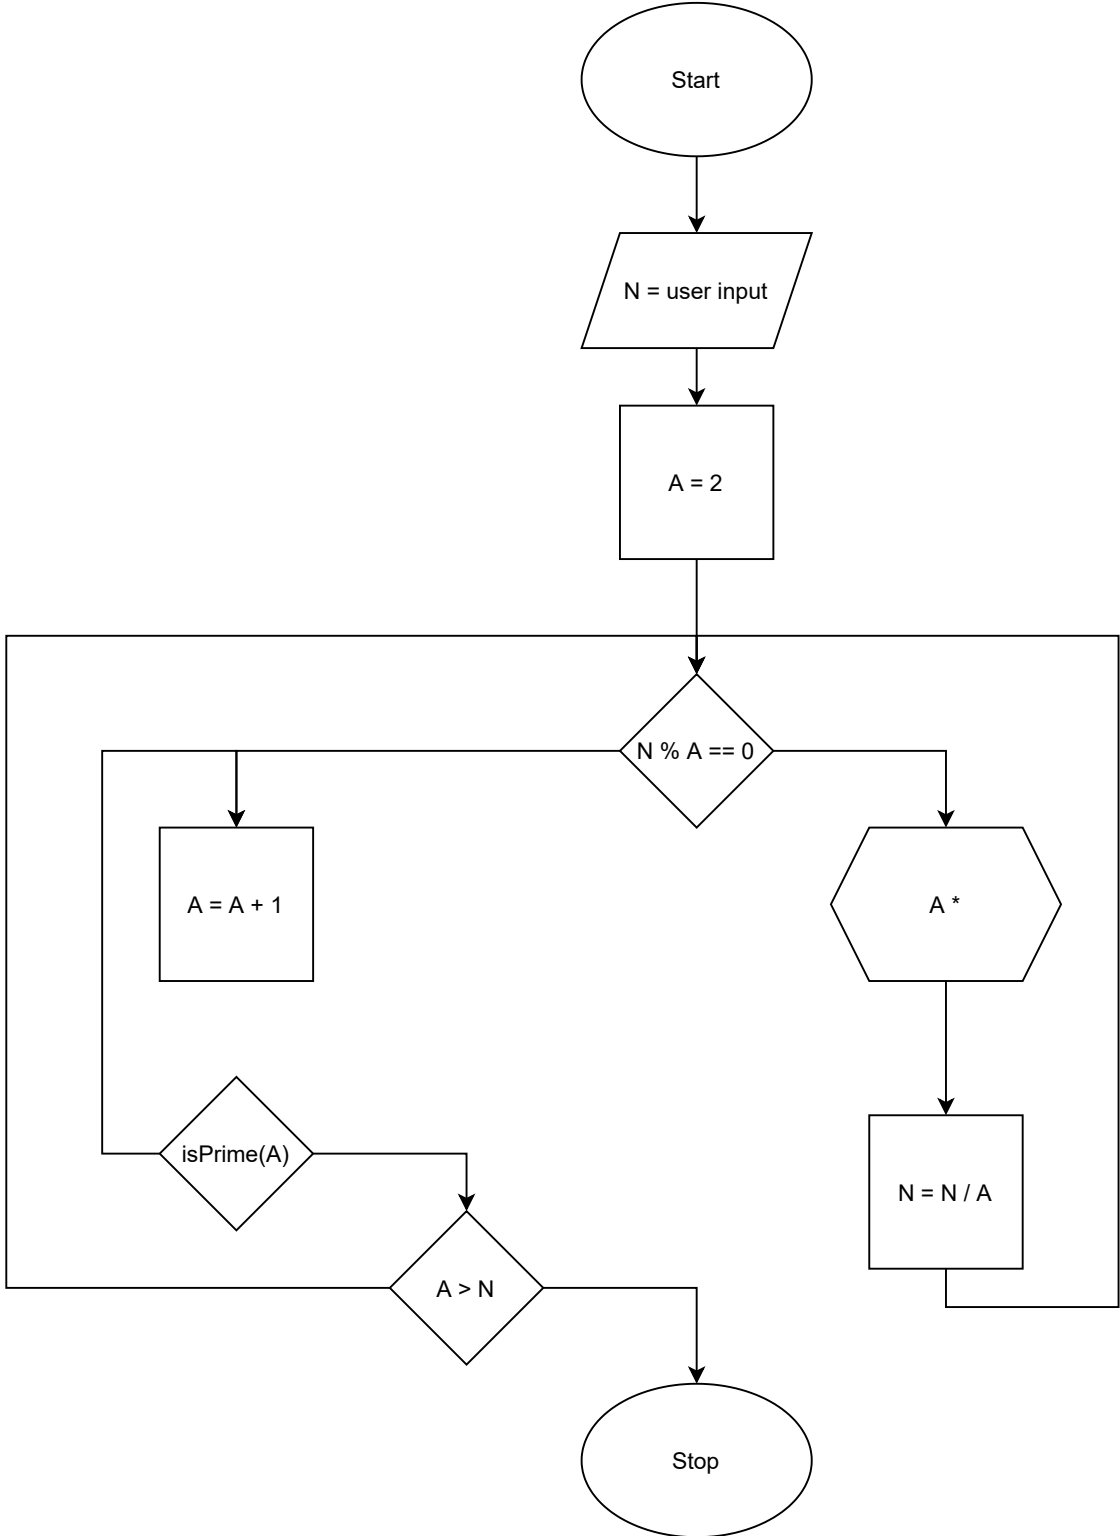 Start
N = user input
A = 2
N % A == 0
A = A + 1
A *
isPrime(A)
N = N / A
A > N
Stop